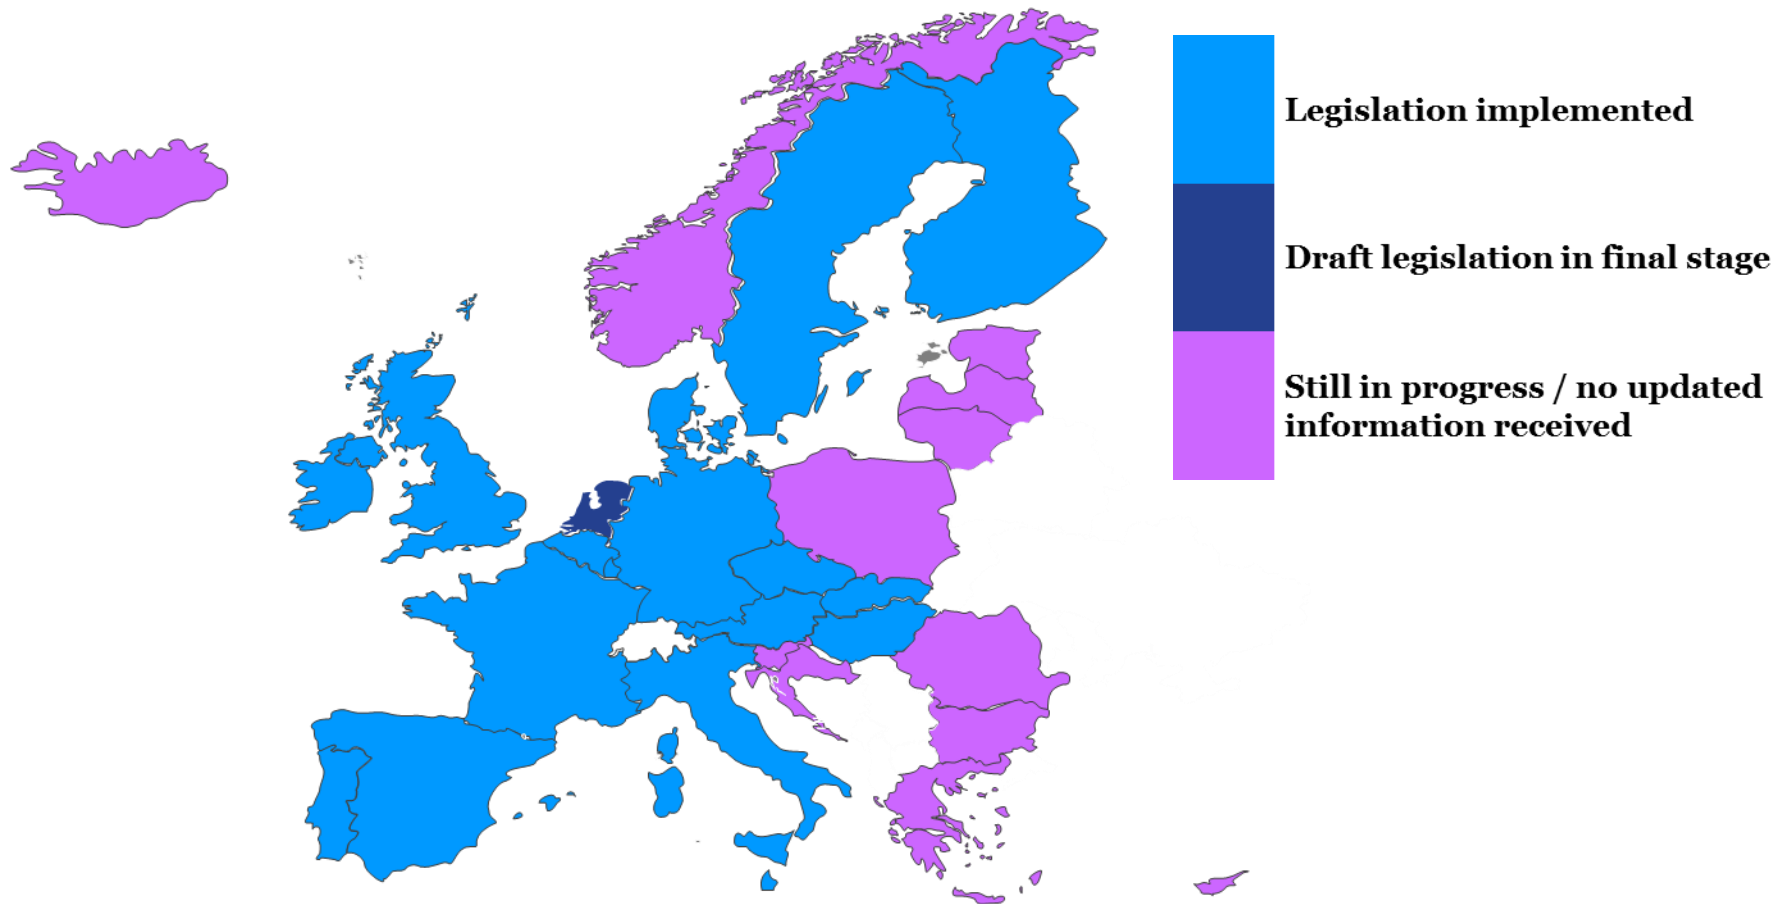 Legislation implemented
Draft legislation in final stage
Still in progress / no updated
information received